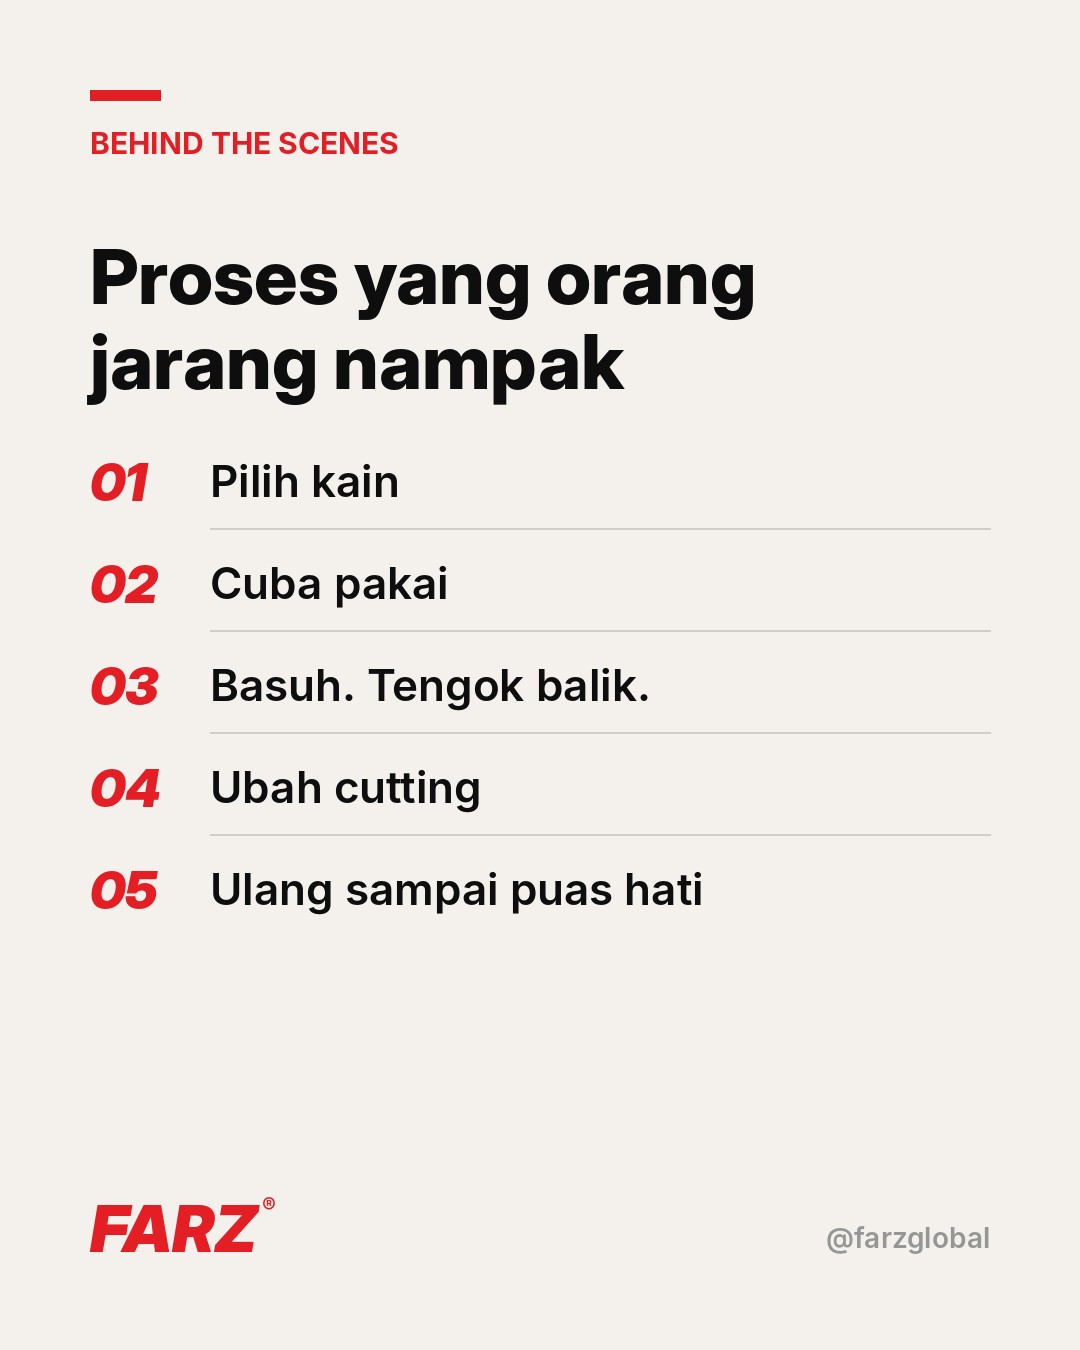 BEHIND THE SCENES
Proses yang orang
jarang nampak
01 Pilih kain
02 Cuba pakai
03 Basuh. Tengok balik.
04 Ubah cutting
05 Ulang sampai puas hati
FARZ®
@farzglobal